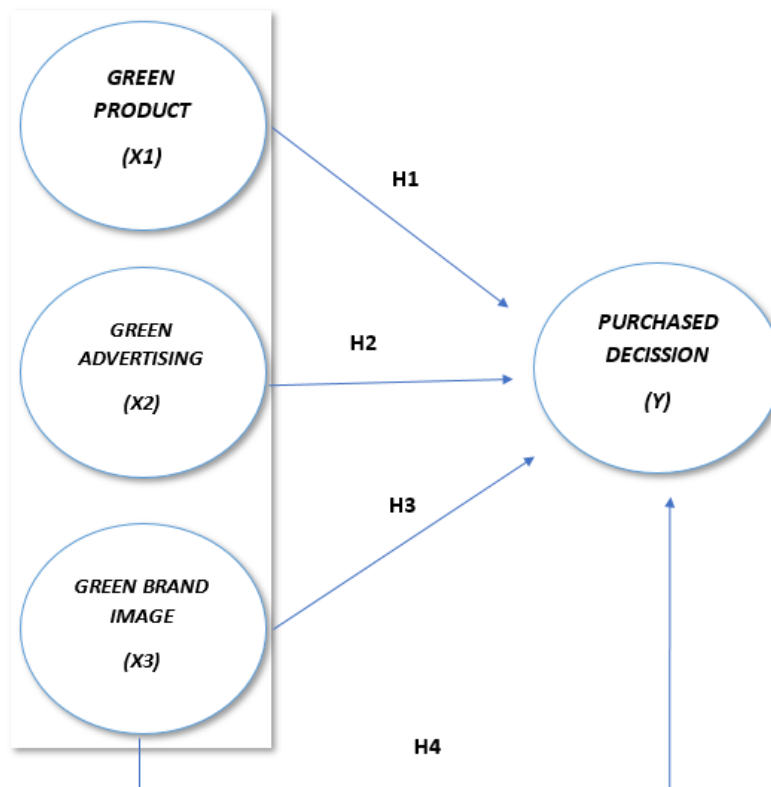 GREEN
PRODUCT
(X1)
H1
GREEN
ADVERTISING
(X2)
H2
PURCHASED
DECISSION
(Y)
H3
GREEN BRAND
IMAGE
(X3)
H4